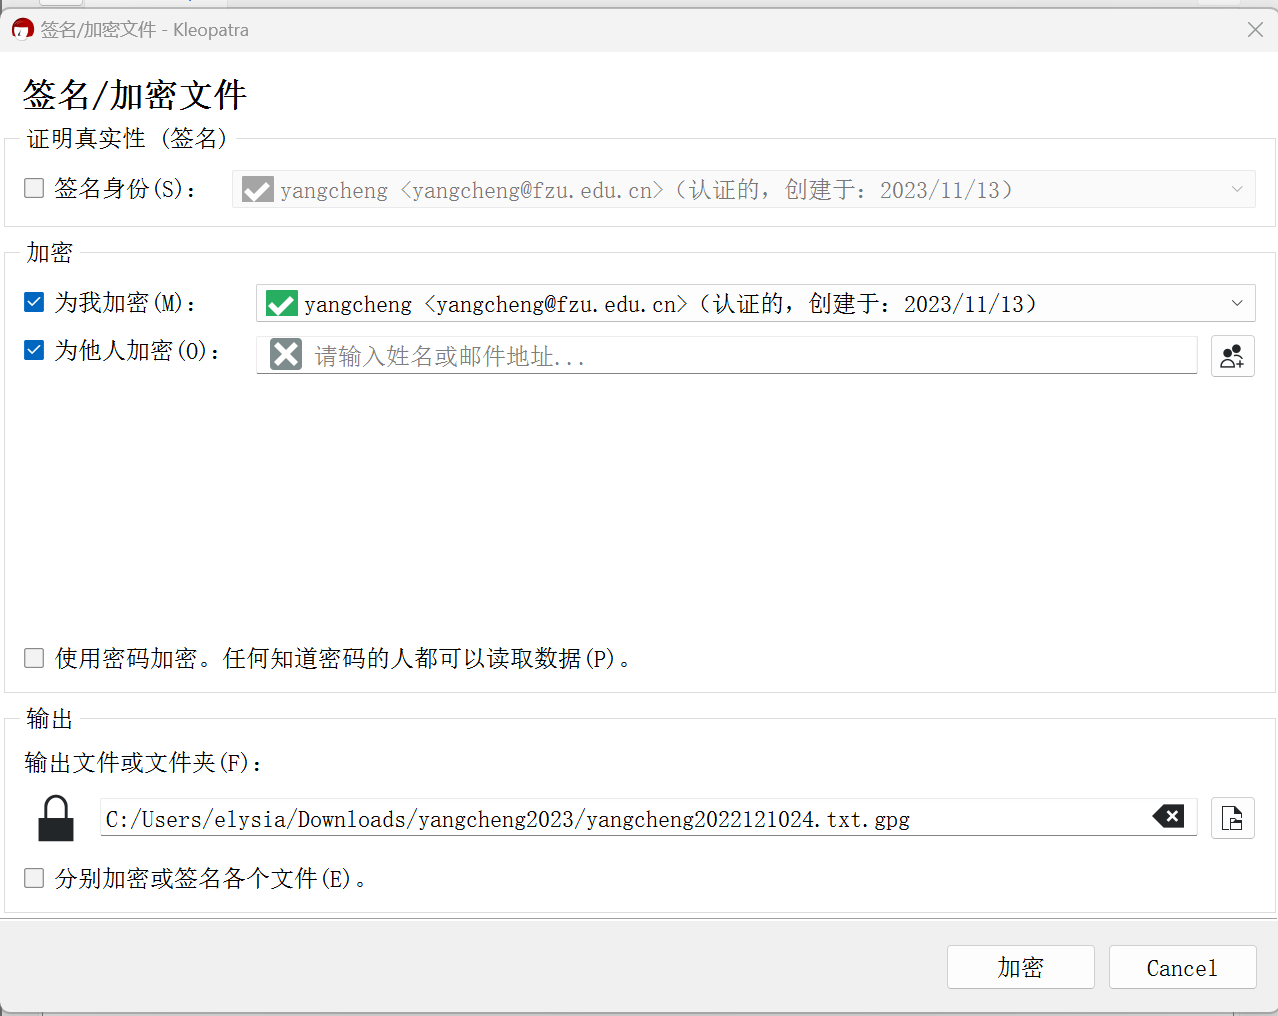 签名/加密文件 - Kleopatra
签名/加密文件
证明真实性 (签名)
签名身份(S)：
yangcheng <yangcheng@fzu.edu.cn>（认证的，创建于：2023/11/13）
加密
为我加密(M)：
yangcheng <yangcheng@fzu.edu.cn>（认证的，创建于：2023/11/13）
为他人加密(O)：
请输入姓名或邮件地址...
使用密码加密。任何知道密码的人都可以读取数据(P)。
输出
输出文件或文件夹(F)：
C:/Users/elysia/Downloads/yangcheng2023/yangcheng2022121024.txt.gpg
分别加密或签名各个文件(E)。
加密
Cancel